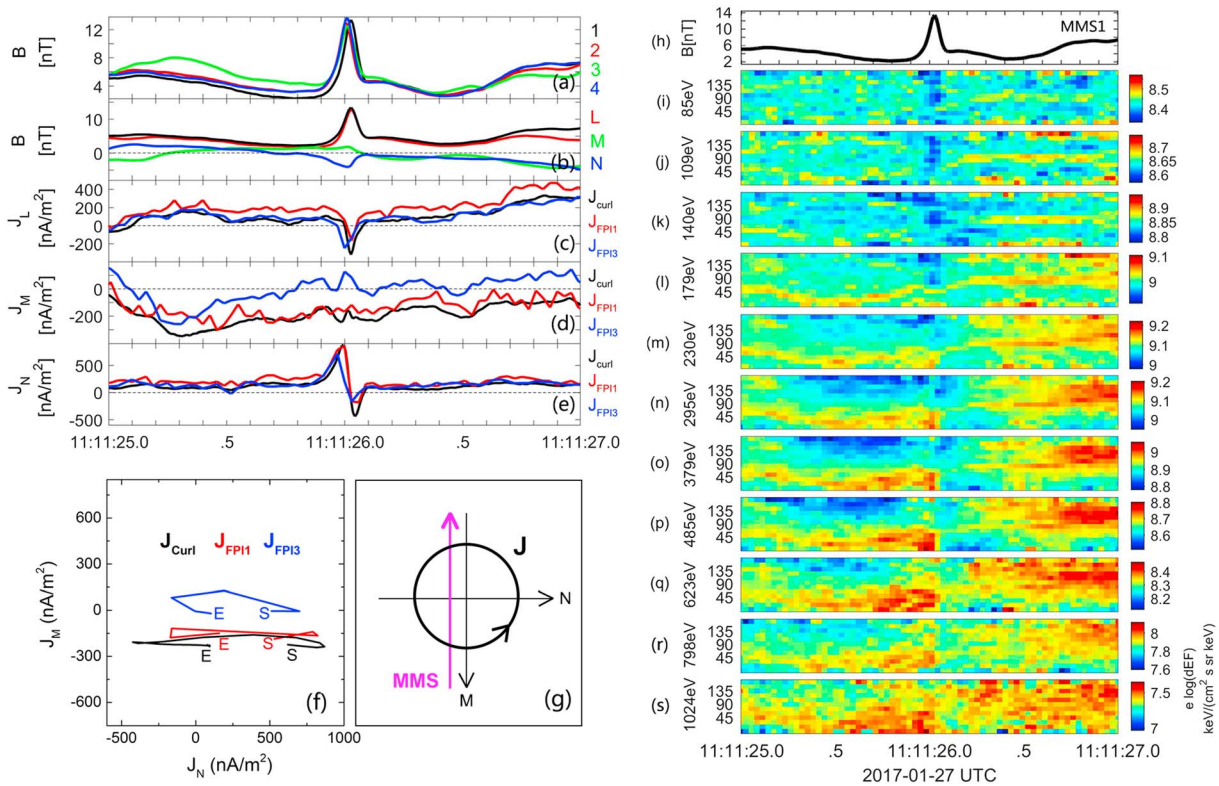 12
8
4
B
[nT]
(a)
1
2
3
4
10
0
B
[nT]
(b)
L
M
N
400
200
0
-200
J_L
[nA/m²]
(c)
J_curl
J_FPI1
J_FPI3
0
-200
J_M
[nA/m²]
(d)
J_curl
J_FPI1
J_FPI3
500
0
-500
J_N
[nA/m²]
(e)
J_curl
J_FPI1
J_FPI3
11:11:25.0 .5 11:11:26.0 .5 11:11:27.0
600
300
0
-300
-600
J_M (nA/m²)
J_Curl J_FPI1 J_FPI3
E S
E S
E S
(f)
-500 0 500 1000
J_N (nA/m²)
J
N
MMS
M
(g)
(h)
B[nT]
14
10
6
2
MMS1
(i) 85eV 135 90 45 8.5 8.4
(j) 109eV 135 90 45 8.7 8.65 8.6
(k) 140eV 135 90 45 8.9 8.85 8.8
(l) 179eV 135 90 45 9.1 9
(m) 230eV 135 90 45 9.2 9.1 9
(n) 295eV 135 90 45 9.2 9.1 9
(o) 379eV 135 90 45 9 8.9 8.8
(p) 485eV 135 90 45 8.8 8.7 8.6
(q) 623eV 135 90 45 8.4 8.3 8.2
(r) 798eV 135 90 45 8 7.8 7.6
(s) 1024eV 135 90 45 7.5 7
e log(dEF)
keV/(cm² s sr keV)
11:11:25.0 .5 11:11:26.0 .5 11:11:27.0
2017-01-27 UTC